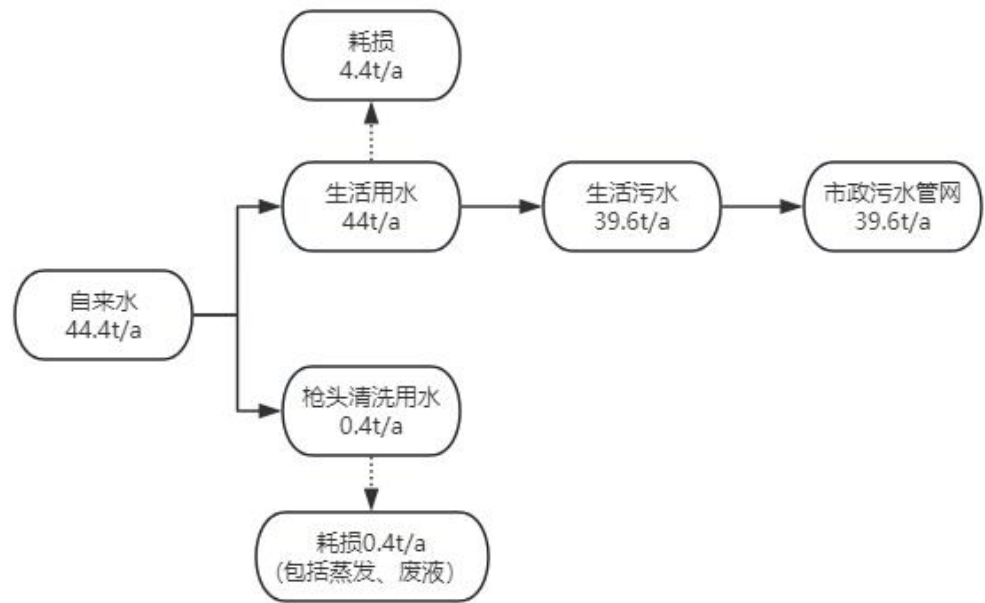 耗损
4.4t/a
生活用水
44t/a
生活污水
39.6t/a
市政污水管网
39.6t/a
自来水
44.4t/a
枪头清洗用水
0.4t/a
耗损0.4t/a
(包括蒸发、废液）